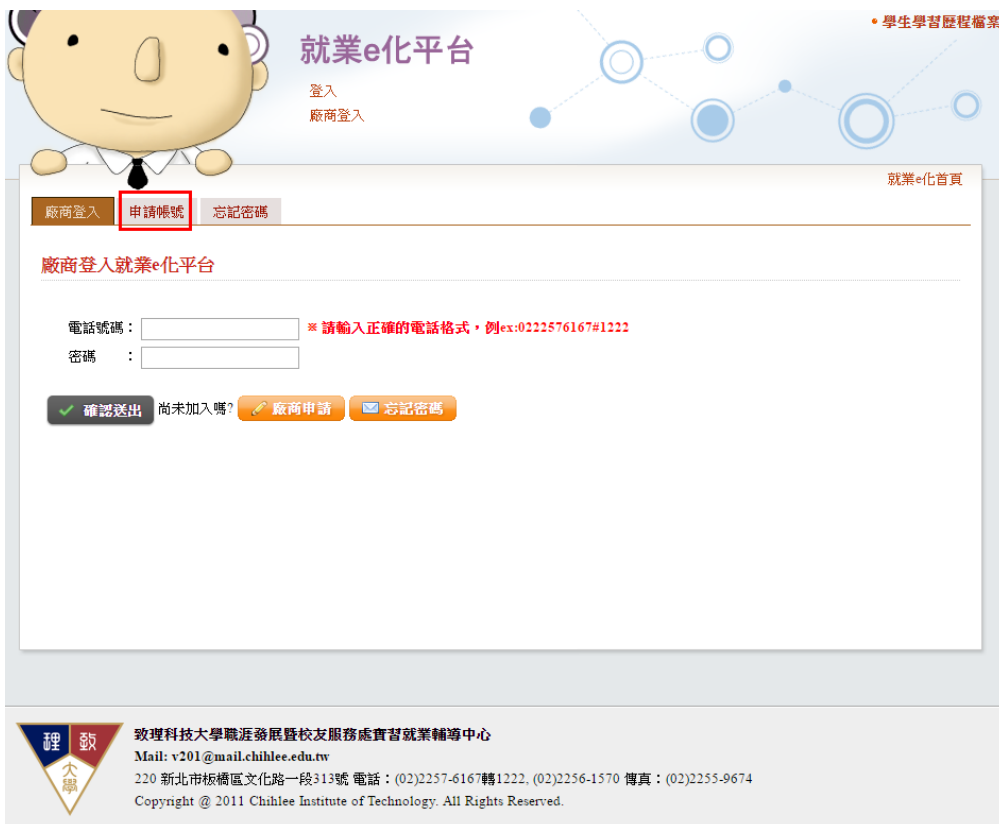 •學生學習歷程檔案
就業e化平台
登入
廠商登入
就業e化首頁
廠商登入 申請帳號 忘記密碼
廠商登入就業e化平台
電話號碼： ※ 請輸入正確的電話格式，例ex:0222576167#1222
密碼 ：
確認送出 尚未加入嗎? 廠商申請 忘記密碼
理 致
大學
致理科技大學職涯發展暨校友服務處實習就業輔導中心
Mail: v201@mail.chihlee.edu.tw
220 新北市板橋區文化路一段313號 電話：(02)2257-6167轉1222, (02)2256-1570 傳真：(02)2255-9674
Copyright @ 2011 Chihlee Institute of Technology. All Rights Reserved.